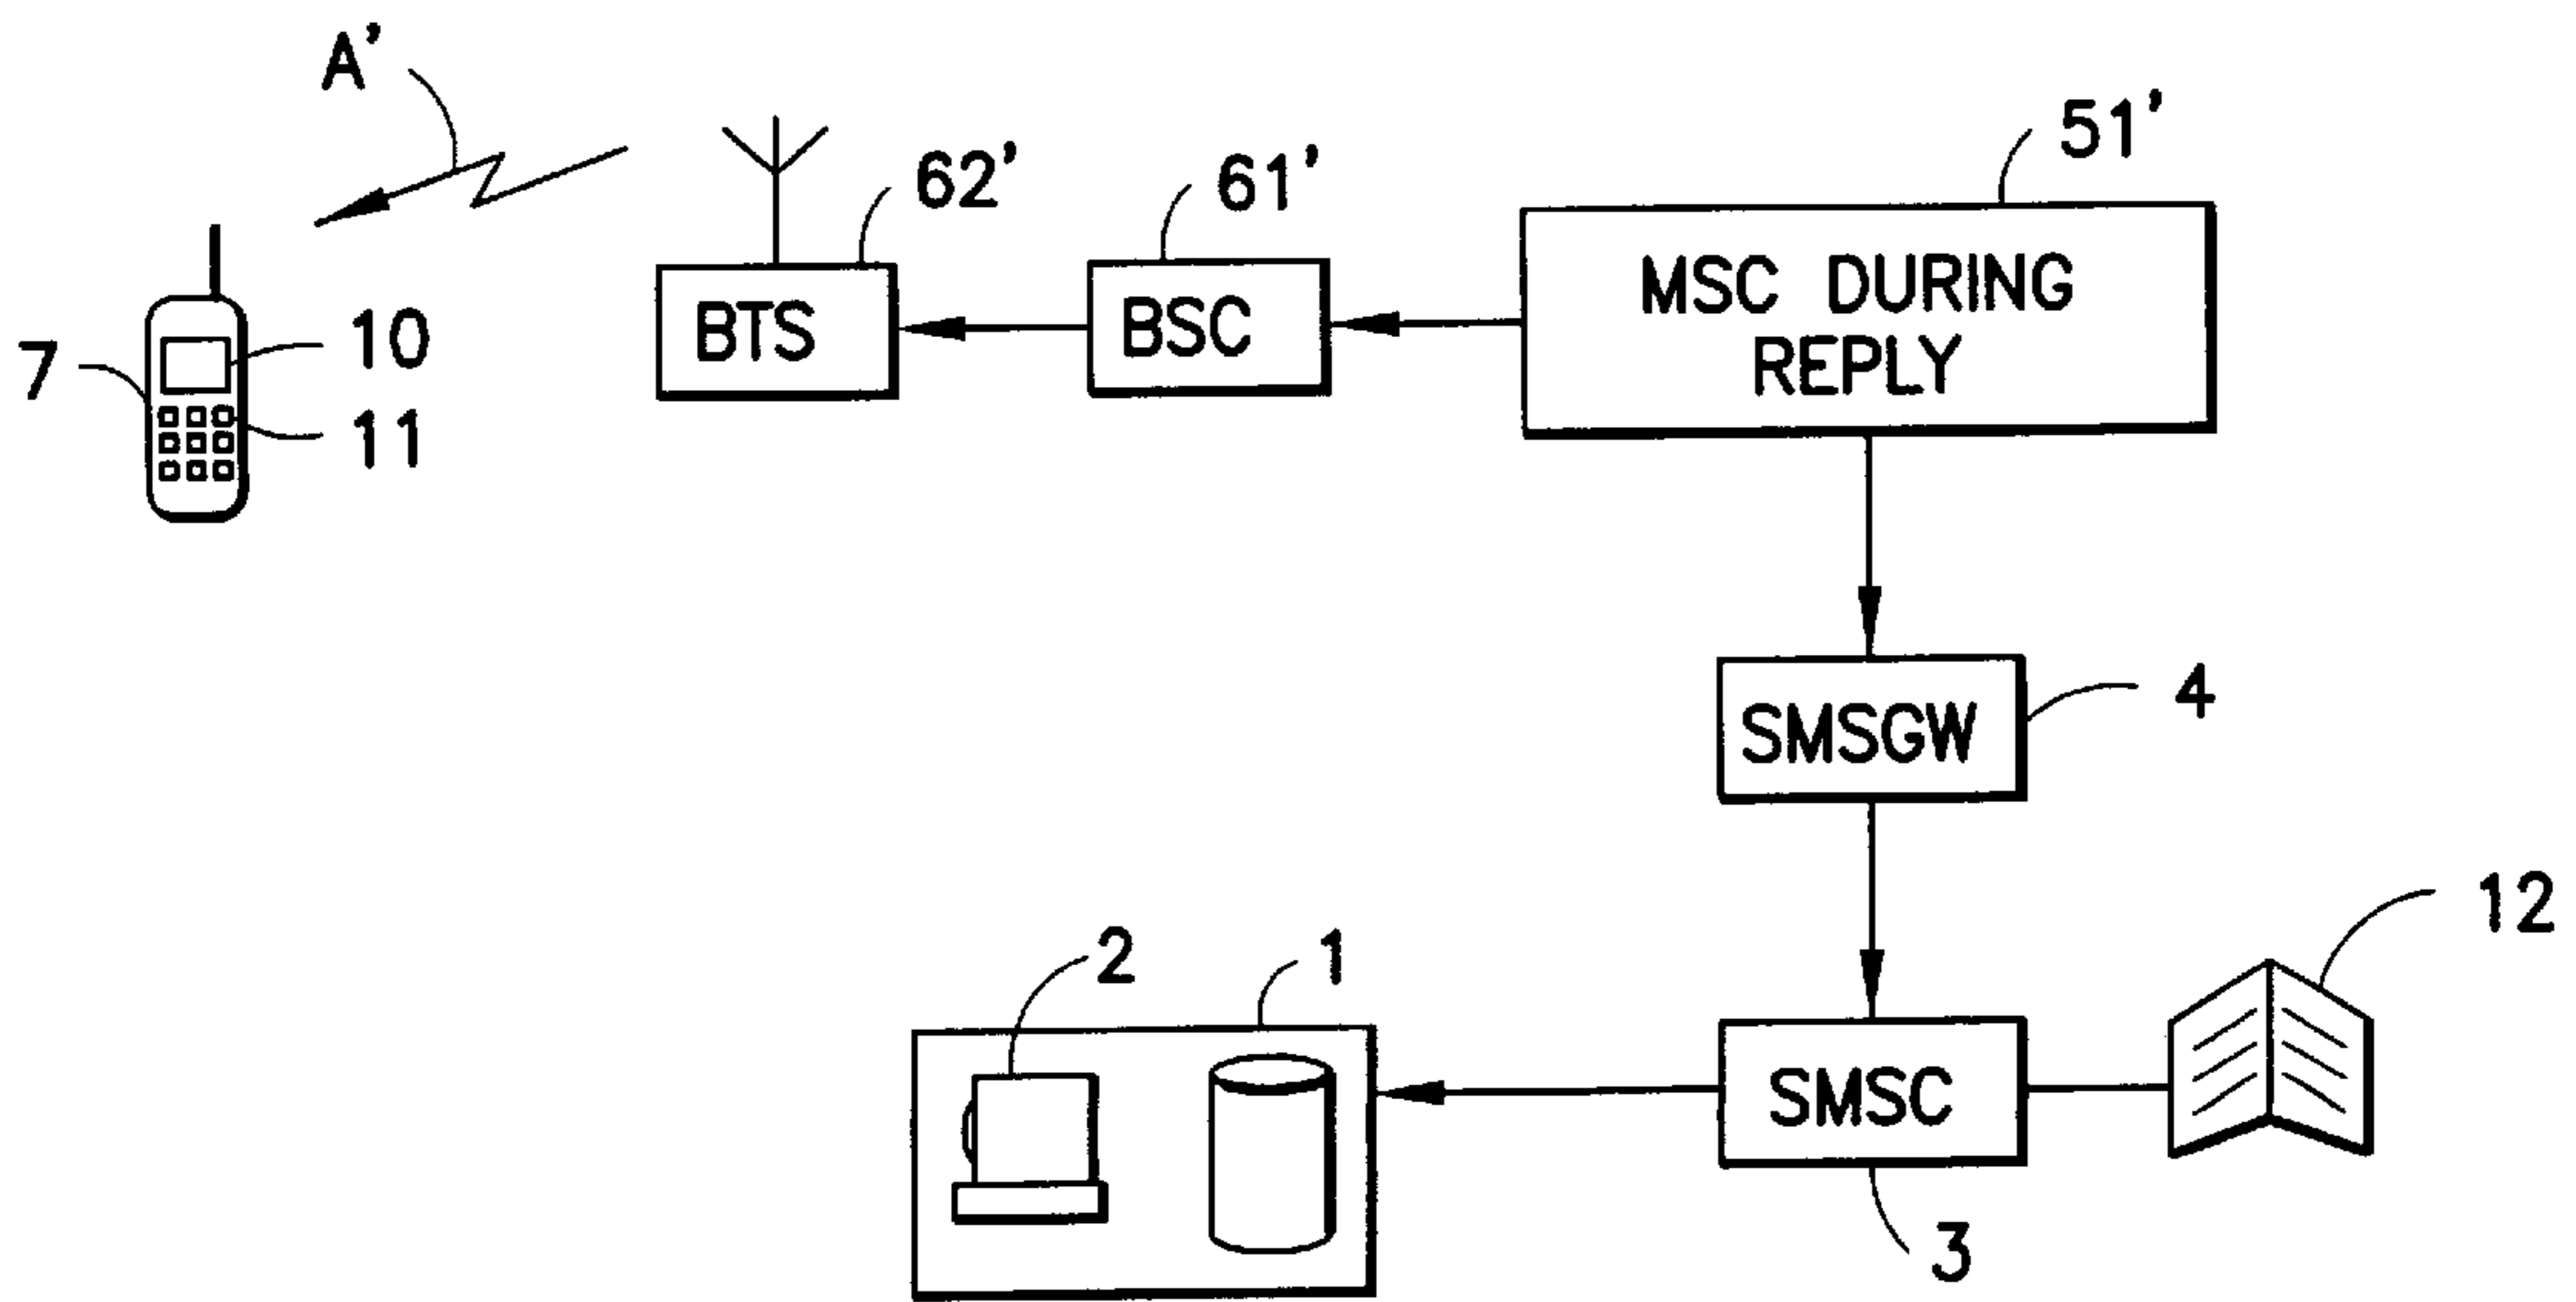 A'
62'
61'
51'
MSC DURING
REPLY
BTS
BSC
7
10
11
SMSGW
4
12
2
1
SMSC
3